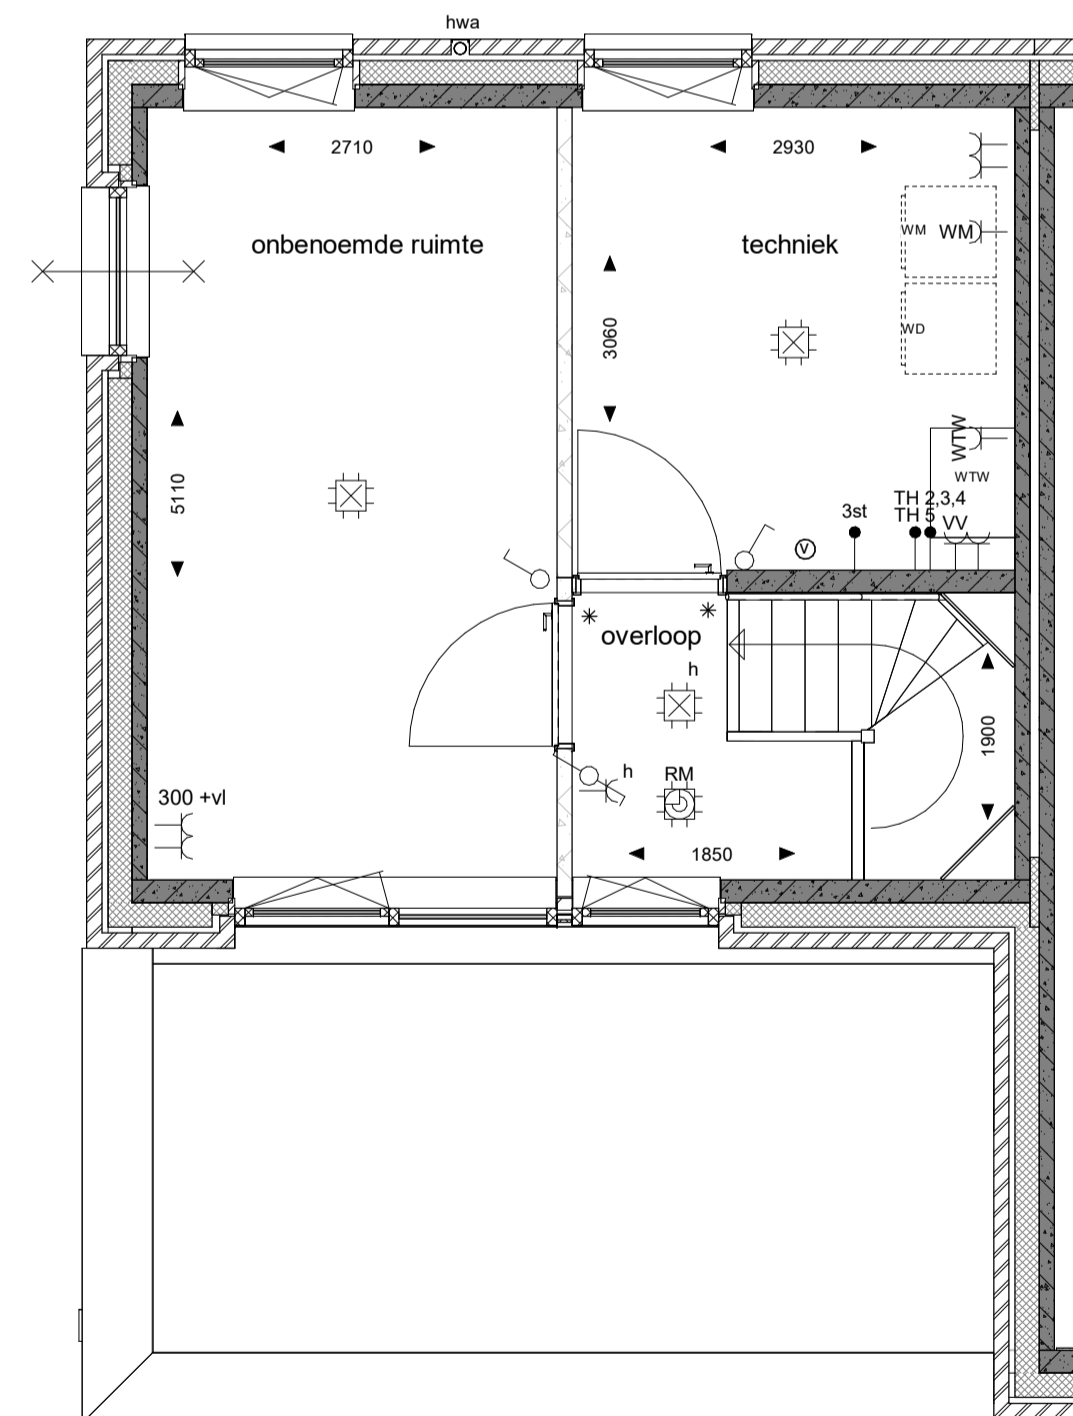 hwa
2710
2930
onbenoemde ruimte
techniek
WM
WM
3060
WD
5110
WTW
WTW
TH 2,3,4
TH 5
3st
VV
V
overloop
h
1900
h
RM
300 +vl
1850